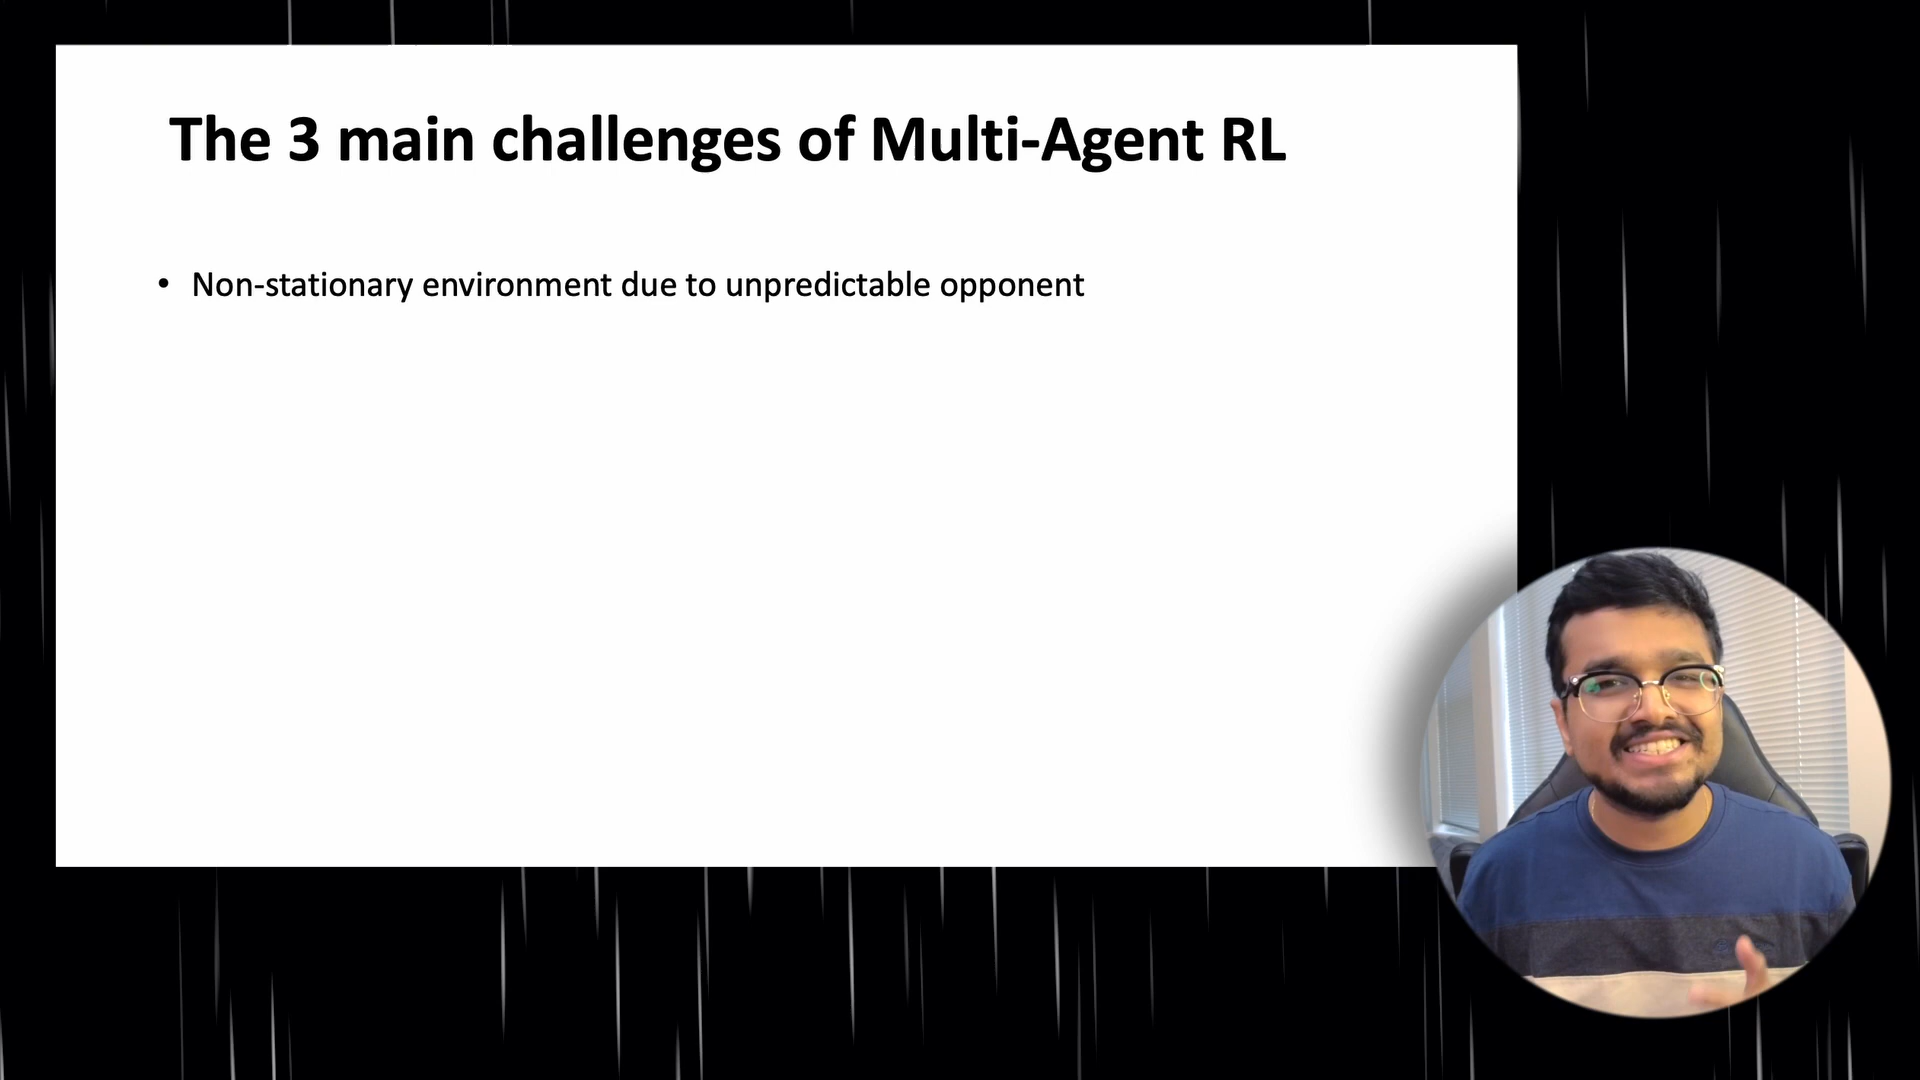 The 3 main challenges of Multi-Agent RL
• Non-stationary environment due to unpredictable opponent